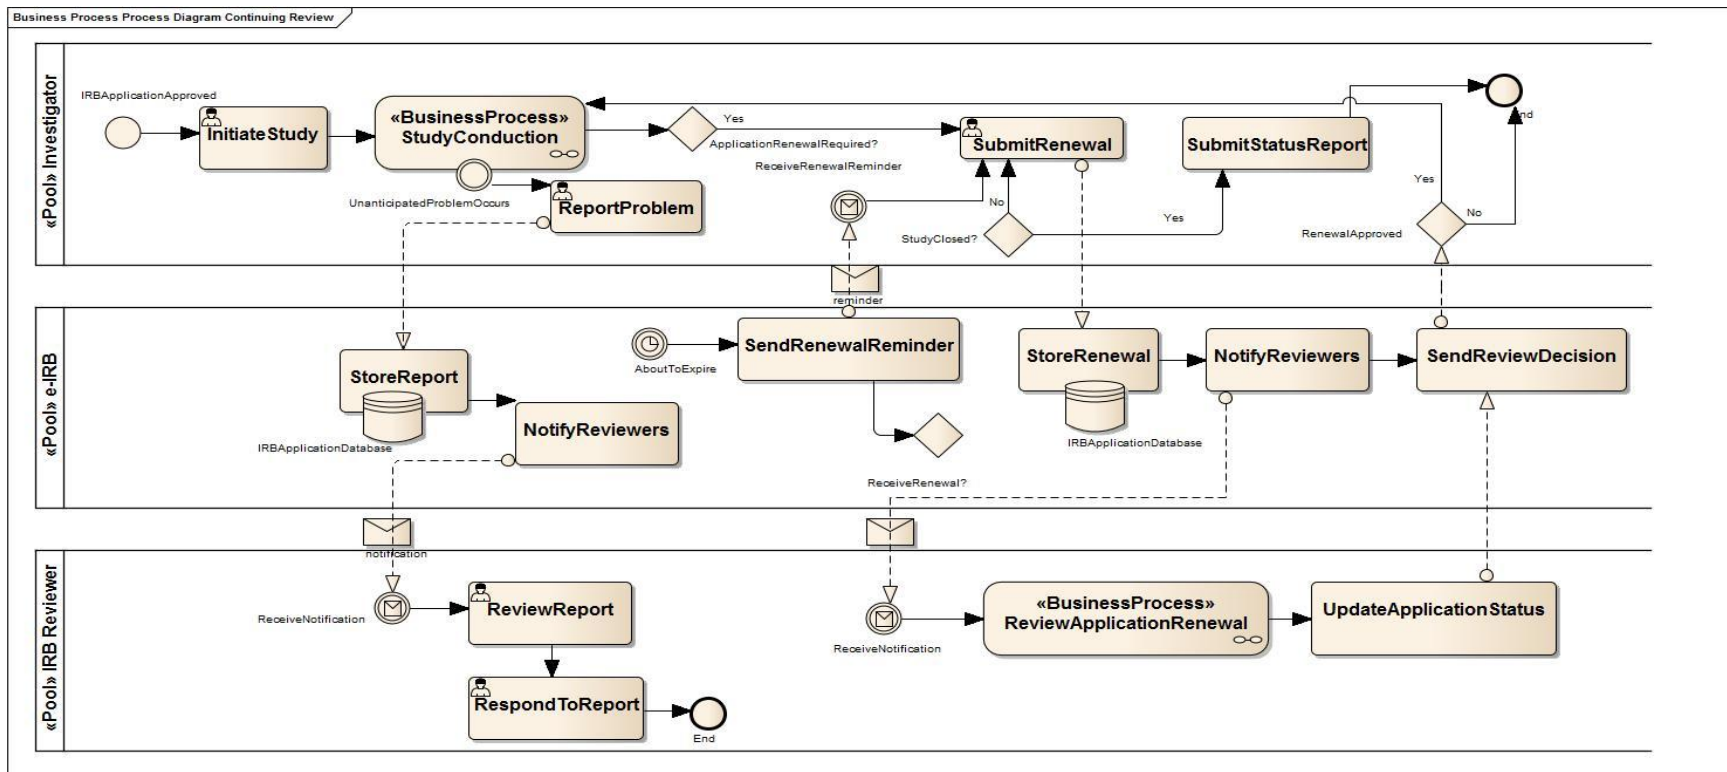 Business Process Process Diagram Continuing Review
«Pool» Investigator
IRBApplicationApproved
InitiateStudy
«BusinessProcess»
StudyConduction
Yes
ApplicationRenewalRequired?
ReceiveRenewalReminder
SubmitRenewal
SubmitStatusReport
End
UnanticipatedProblemOccurs
ReportProblem
No
StudyClosed?
Yes
Yes
No
RenewalApproved
reminder
«Pool» e-IRB
StoreReport
IRBApplicationDatabase
NotifyReviewers
AboutToExpire
SendRenewalReminder
ReceiveRenewal?
StoreRenewal
IRBApplicationDatabase
NotifyReviewers
SendReviewDecision
notification
«Pool» IRB Reviewer
ReceiveNotification
ReviewReport
RespondToReport
End
ReceiveNotification
«BusinessProcess»
ReviewApplicationRenewal
UpdateApplicationStatus